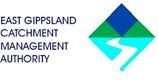 EAST GIPPSLAND
CATCHMENT
MANAGEMENT
AUTHORITY